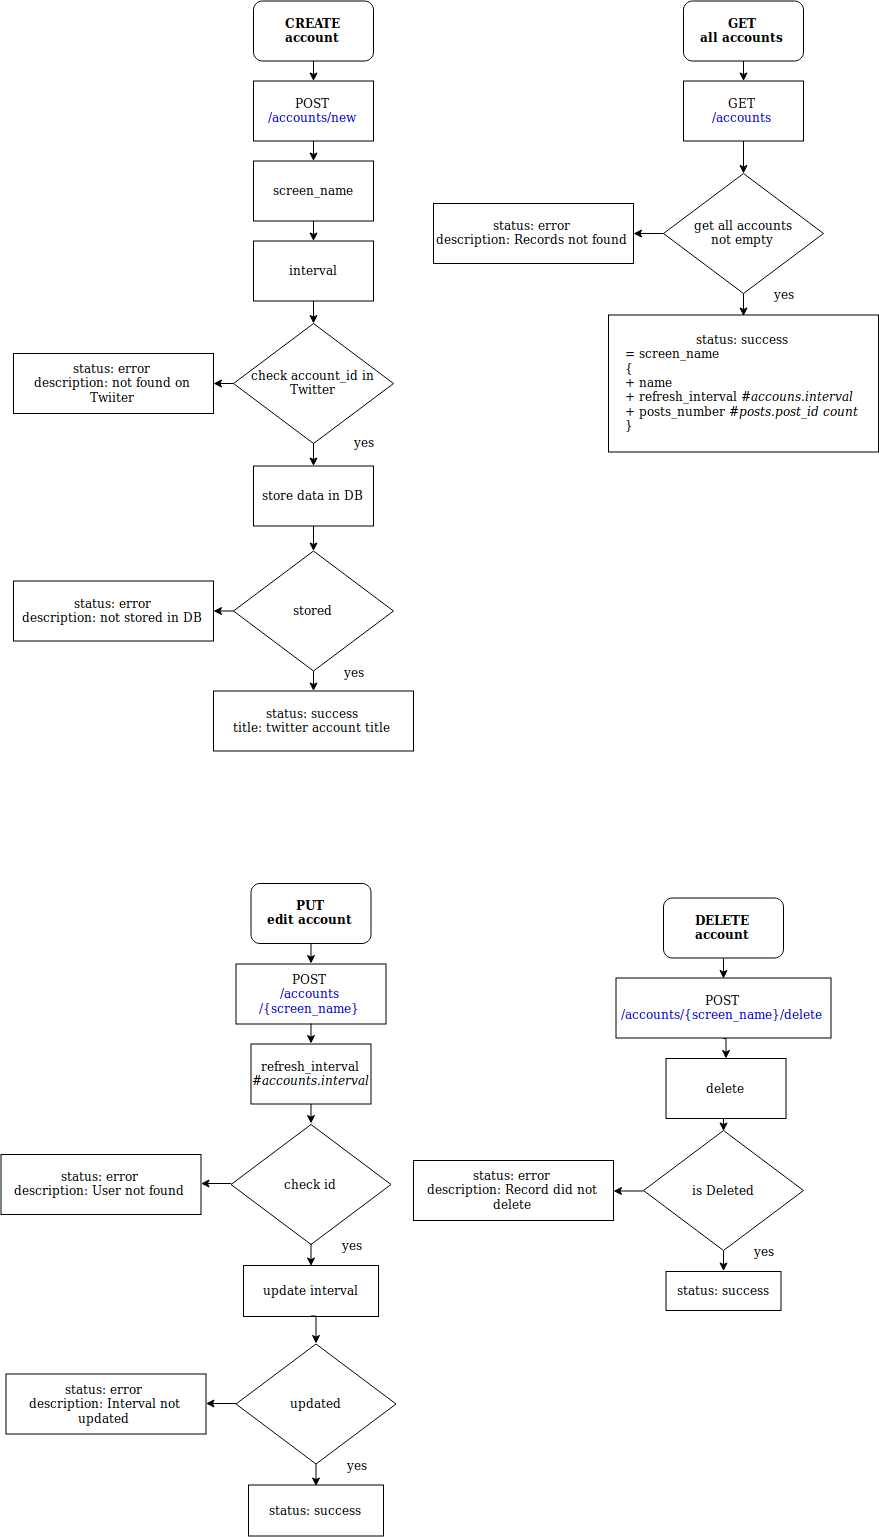 CREATE
account
POST
/accounts/new
screen_name
interval
check account_id in
Twitter
status: error
description: not found on
Twiiter
yes
store data in DB
stored
status: error
description: not stored in DB
yes
status: success
title: twitter account title
GET
all accounts
GET
/accounts
get all accounts
not empty
status: error
description: Records not found
yes
status: success
= screen_name
{
+ name
+ refresh_interval #accouns.interval
+ posts_number #posts.post_id count
}
PUT
edit account
POST
/accounts
/{screen_name}
refresh_interval
#accounts.interval
check id
status: error
description: User not found
yes
update interval
updated
status: error
description: Interval not
updated
yes
status: success
DELETE
account
POST
/accounts/{screen_name}/delete
delete
is Deleted
status: error
description: Record did not
delete
yes
status: success